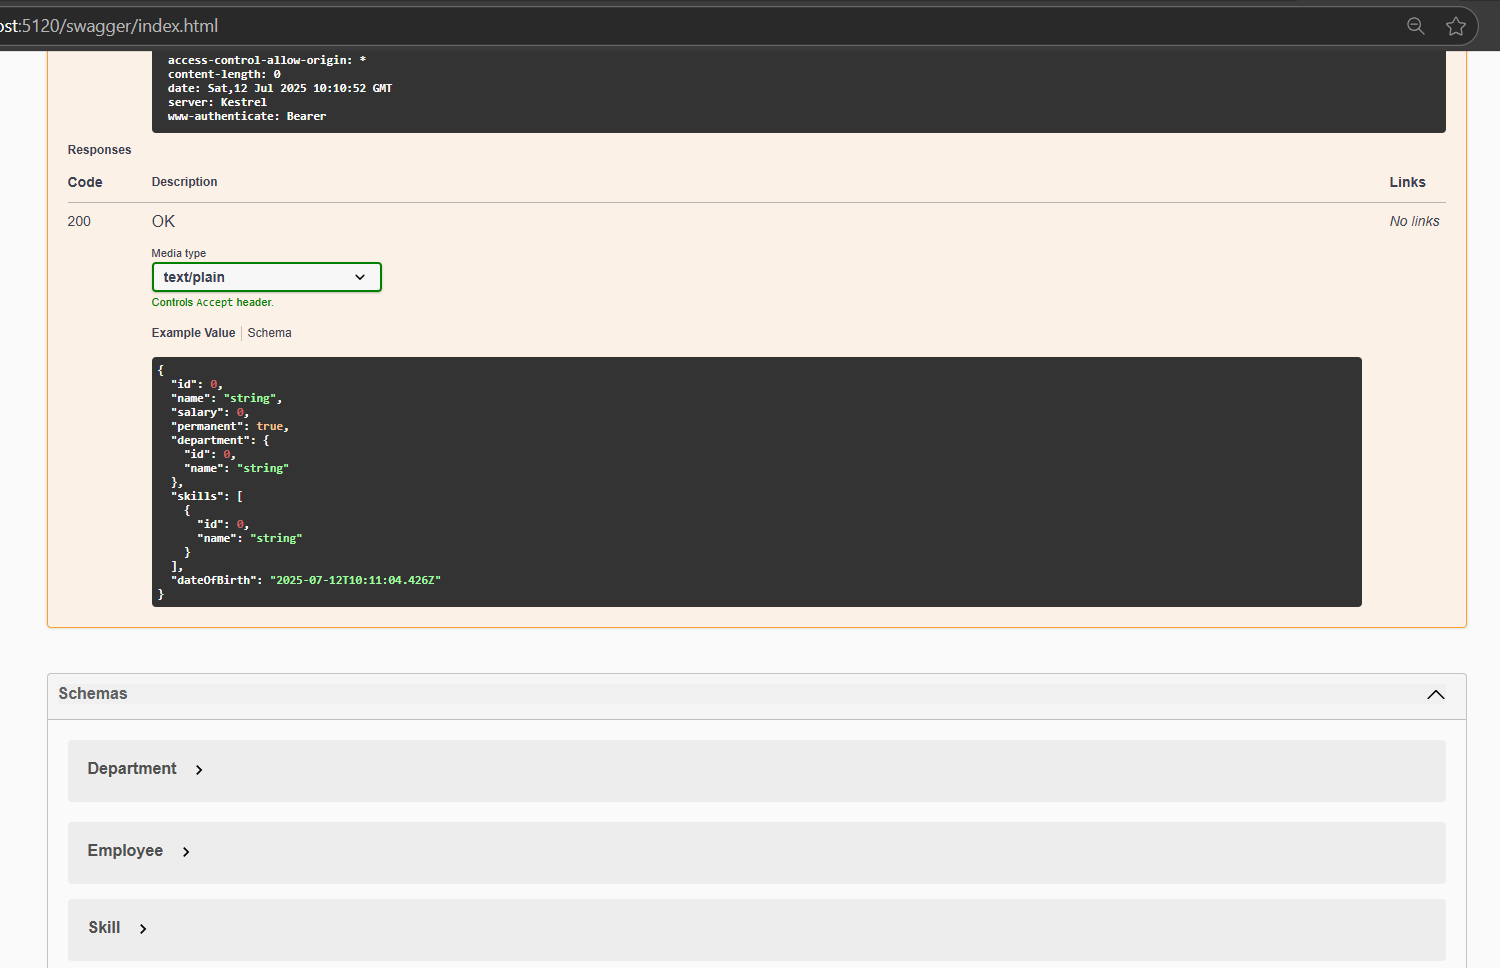 ost:5120/swagger/index.html
access-control-allow-origin: *
content-length: 0
date: Sat,12 Jul 2025 10:10:52 GMT
server: Kestrel
www-authenticate: Bearer
Responses
Code Description Links
200 OK No links
Media type
text/plain
Controls Accept header.
Example Value Schema
{
  "id": 0,
  "name": "string",
  "salary": 0,
  "permanent": true,
  "department": {
    "id": 0,
    "name": "string"
  },
  "skills": [
    {
      "id": 0,
      "name": "string"
    }
  ],
  "dateOfBirth": "2025-07-12T10:11:04.426Z"
}
Schemas
Department
Employee
Skill